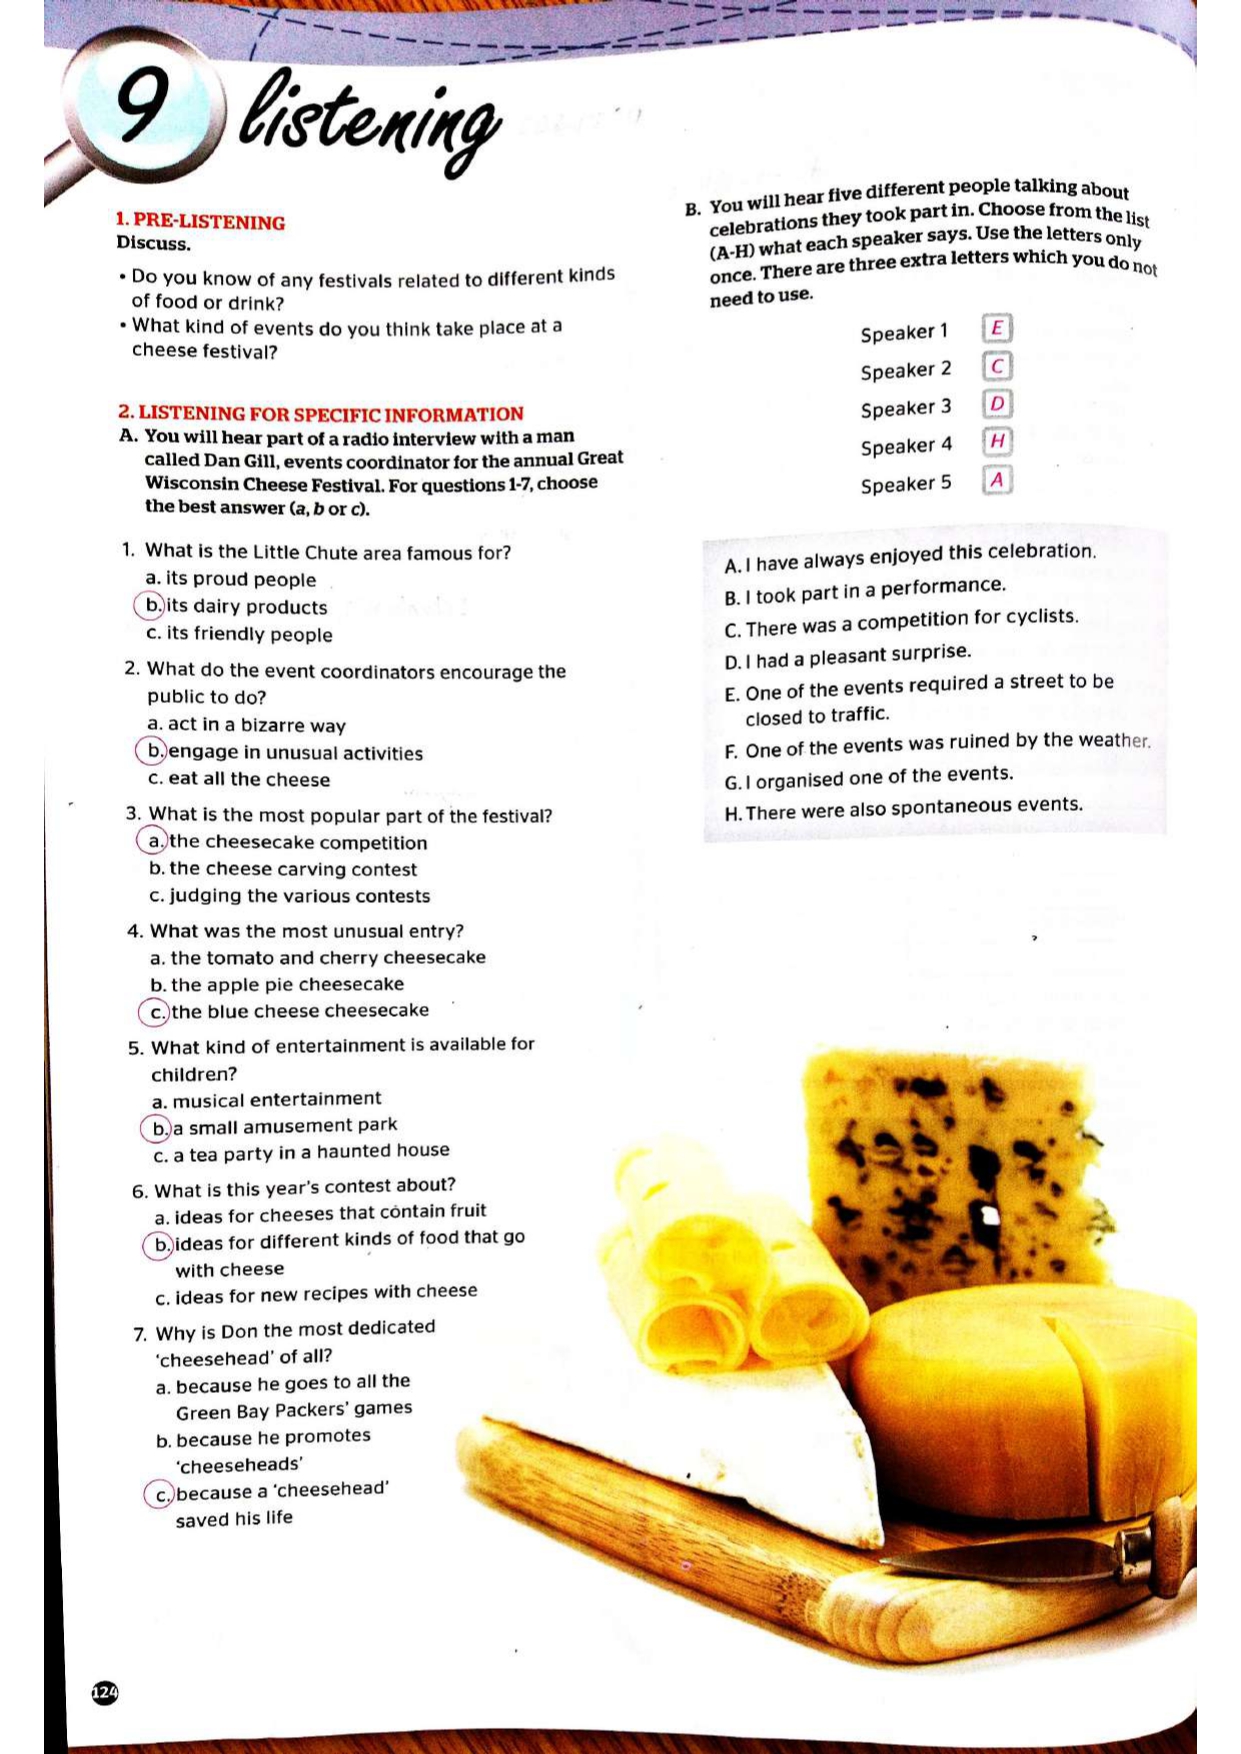 9 listening
1. PRE-LISTENING
Discuss.
• Do you know of any festivals related to different kinds
of food or drink?
• What kind of events do you think take place at a
cheese festival?
2. LISTENING FOR SPECIFIC INFORMATION
A. You will hear part of a radio interview with a man
called Dan Gill, events coordinator for the annual Great
Wisconsin Cheese Festival. For questions 1-7, choose
the best answer (a, b or c).
1. What is the Little Chute area famous for?
a. its proud people
b. its dairy products
c. its friendly people
2. What do the event coordinators encourage the
public to do?
a. act in a bizarre way
b. engage in unusual activities
c. eat all the cheese
3. What is the most popular part of the festival?
a. the cheesecake competition
b. the cheese carving contest
c. judging the various contests
4. What was the most unusual entry?
a. the tomato and cherry cheesecake
b. the apple pie cheesecake
c. the blue cheese cheesecake
5. What kind of entertainment is available for
children?
a. musical entertainment
b. a small amusement park
c. a tea party in a haunted house
6. What is this year's contest about?
a. ideas for cheeses that contain fruit
b. ideas for different kinds of food that go
with cheese
c. ideas for new recipes with cheese
7. Why is Don the most dedicated
'cheesehead' of all?
a. because he goes to all the
Green Bay Packers' games
b. because he promotes
'cheeseheads'
c. because a 'cheesehead'
saved his life
B. You will hear five different people talking about
celebrations they took part in. Choose from the list
(A-H) what each speaker says. Use the letters only
once. There are three extra letters which you do not
need to use.
Speaker 1 E
Speaker 2 C
Speaker 3 D
Speaker 4 H
Speaker 5 A
A. I have always enjoyed this celebration.
B. I took part in a performance.
C. There was a competition for cyclists.
D. I had a pleasant surprise.
E. One of the events required a street to be
closed to traffic.
F. One of the events was ruined by the weather.
G. I organised one of the events.
H. There were also spontaneous events.
124